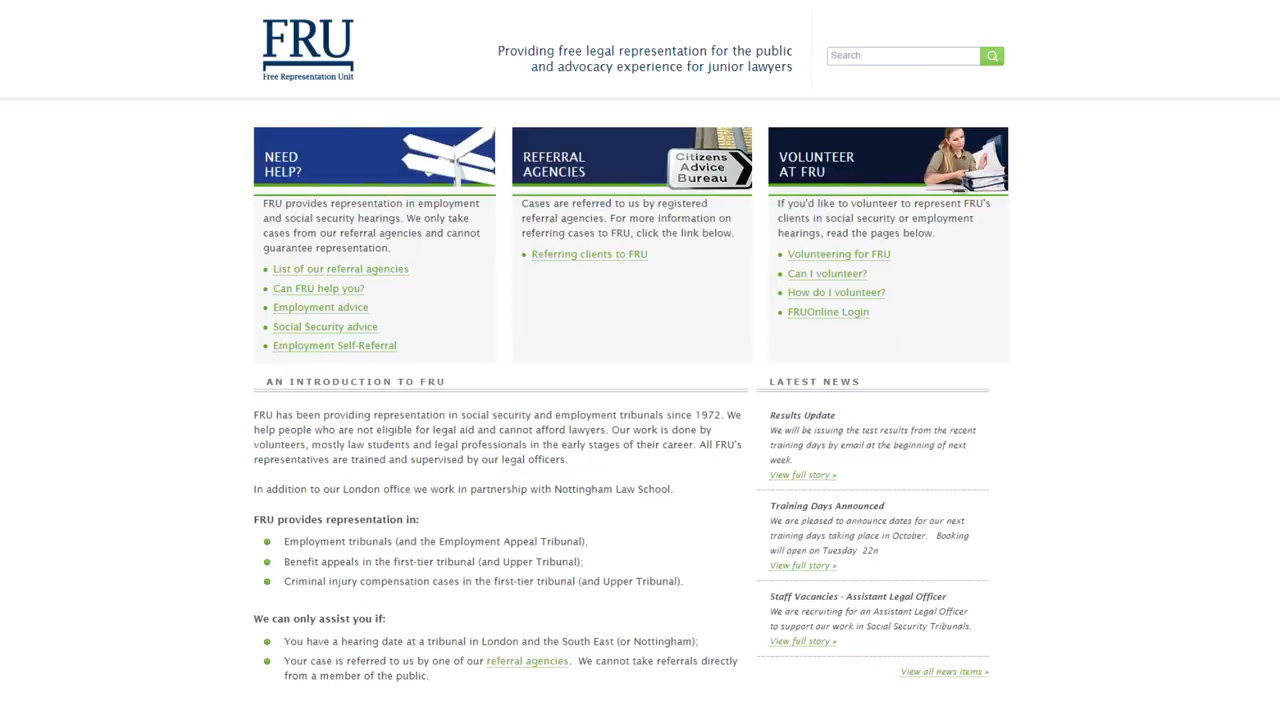 FRU
Free Representation Unit
Providing free legal representation for the public
and advocacy experience for junior lawyers
Search
NEED
HELP?
FRU provides representation in employment
and social security hearings. We only take
cases from our referral agencies and cannot
guarantee representation.
List of our referral agencies
Can FRU help you?
Employment advice
Social Security advice
Employment Self-Referral
REFERRAL
AGENCIES
Citizens
Advice
Bureau
Cases are referred to us by registered
referral agencies. For more information on
referring cases to FRU, click the link below.
Referring clients to FRU
VOLUNTEER
AT FRU
If you'd like to volunteer to represent FRU's
clients in social security or employment
hearings, read the pages below.
Volunteering for FRU
Can I volunteer?
How do I volunteer?
FRUOnline Login
AN INTRODUCTION TO FRU
FRU has been providing representation in social security and employment tribunals since 1972. We
help people who are not eligible for legal aid and cannot afford lawyers. Our work is done by
volunteers, mostly law students and legal professionals in the early stages of their career. All FRU's
representatives are trained and supervised by our legal officers.
In addition to our London office we work in partnership with Nottingham Law School.
FRU provides representation in:
Employment tribunals (and the Employment Appeal Tribunal);
Benefit appeals in the first-tier tribunal (and Upper Tribunal);
Criminal injury compensation cases in the first-tier tribunal (and Upper Tribunal).
We can only assist you if:
You have a hearing date at a tribunal in London and the South East (or Nottingham);
Your case is referred to us by one of our referral agencies. We cannot take referrals directly
from a member of the public.
LATEST NEWS
Results Update
We will be issuing the test results from the recent
training days by email at the beginning of next
week.
View full story »
Training Days Announced
We are pleased to announce dates for our next
training days taking place in October. Booking
will open on Tuesday 22n
View full story »
Staff Vacancies - Assistant Legal Officer
We are recruiting for an Assistant Legal Officer
to support our work in Social Security Tribunals.
View full story »
View all news items »